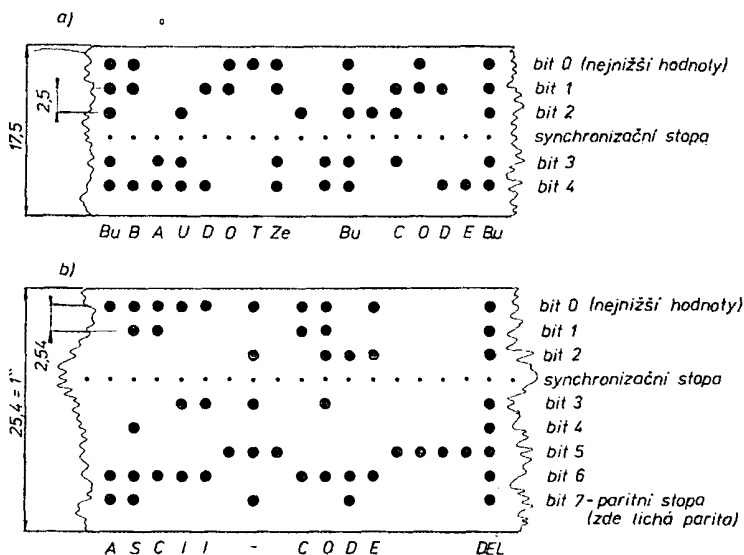 a)
bit 0 (nejnižší hodnoty)
bit 1
bit 2
synchronizační stopa
bit 3
bit 4
2,5
17,5
Bu B A U D O T Ze Bu C O D E Bu
b)
bit 0 (nejnižší hodnoty)
bit 1
bit 2
synchronizační stopa
bit 3
bit 4
bit 5
bit 6
bit 7 - paritní stopa
(zde lichá parita)
2,54
25,4 = 1"
A S C I I - C O D E DEL